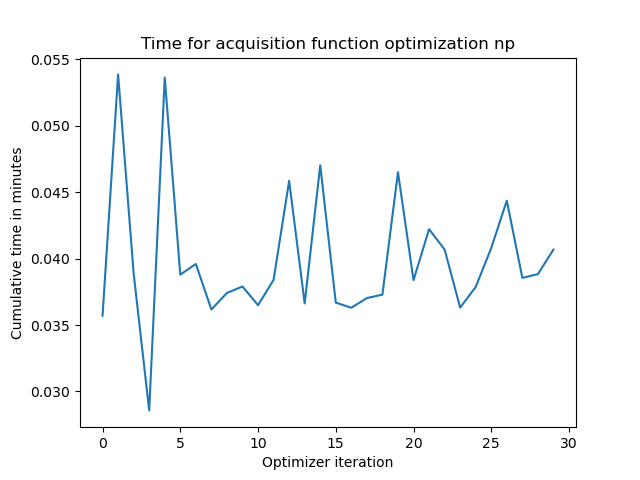 Time for acquisition function optimization np
0.055
0.050
0.045
0.040
0.035
0.030
Cumulative time in minutes
0 5 10 15 20 25 30
Optimizer iteration